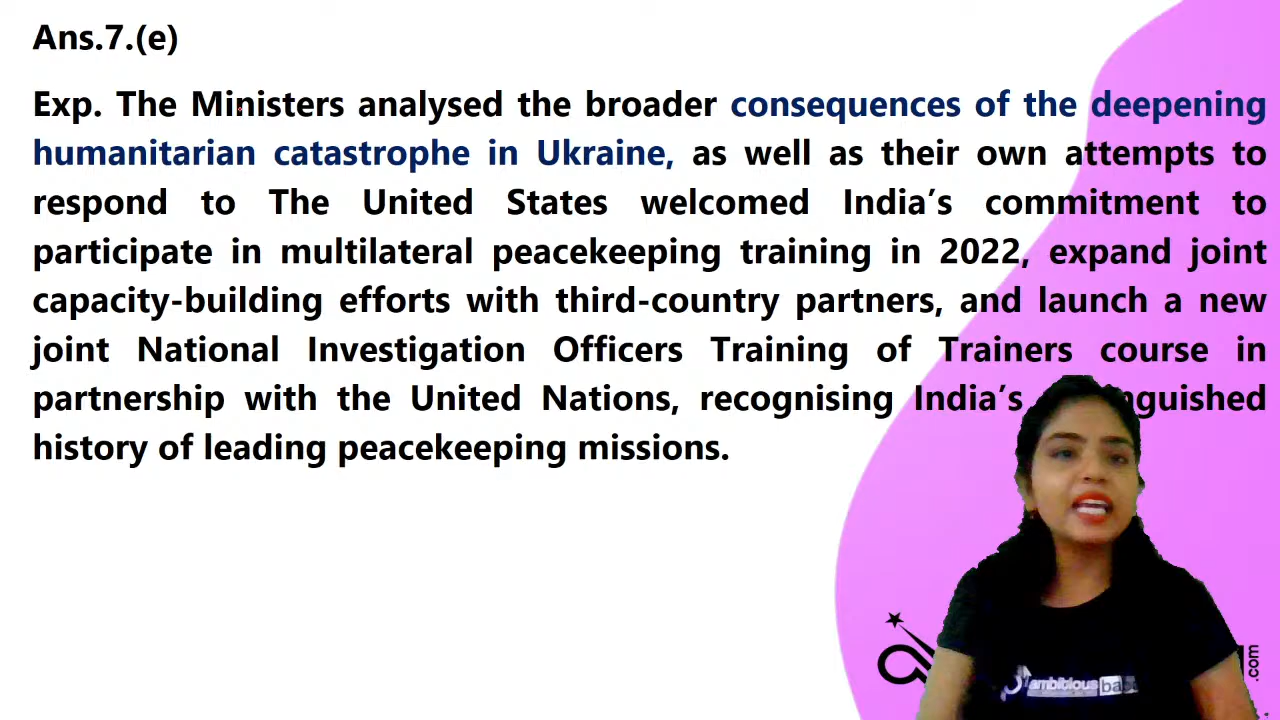 Ans.7.(e)
Exp. The Ministers analysed the broader consequences of the deepening
humanitarian catastrophe in Ukraine, as well as their own attempts to
respond to The United States welcomed India’s commitment to
participate in multilateral peacekeeping training in 2022, expand joint
capacity-building efforts with third-country partners, and launch a new
joint National Investigation Officers Training of Trainers course in
partnership with the United Nations, recognising India’s
history of leading peacekeeping missions.
ambitious
.com